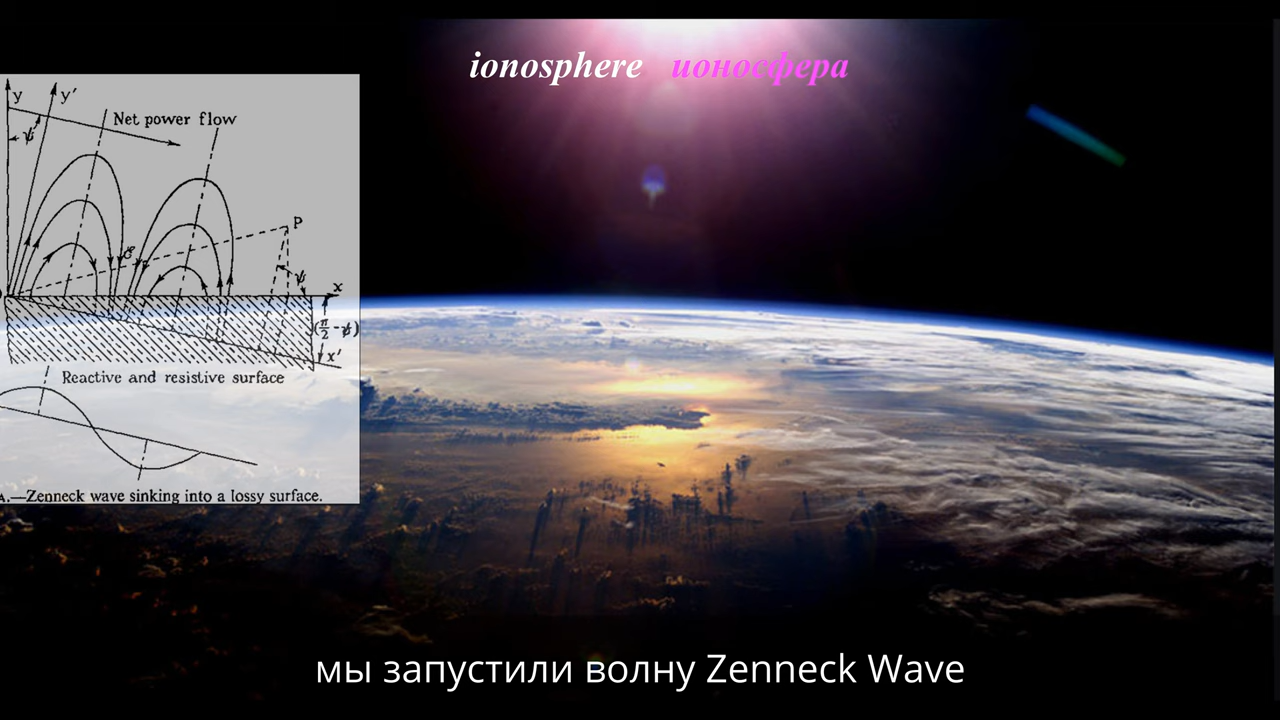 ionosphere ионосфера
y y′
Net power flow
ψ
P
ψ
x
(π/2 - ψ)
x′
Reactive and resistive surface
—Zenneck wave sinking into a lossy surface.
мы запустили волну Zenneck Wave